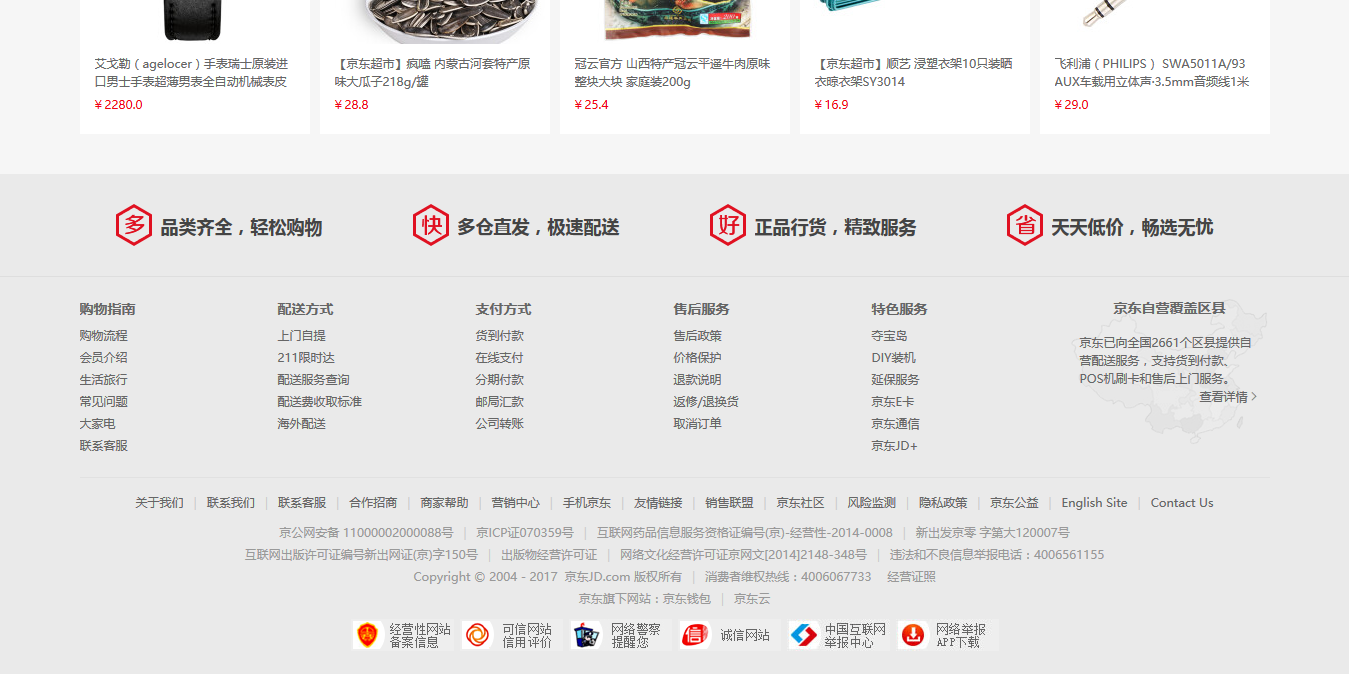 艾戈勒（agelocer）手表瑞士原装进
口男士手表超薄男表全自动机械表皮
¥ 2280.0
【京东超市】疯嗑 内蒙古河套特产原
味大瓜子218g/罐
¥ 28.8
冠云官方 山西特产冠云平遥牛肉原味
整块大块 家庭装200g
¥ 25.4
【京东超市】顺艺 浸塑衣架10只装晒
衣晾衣架SY3014
¥ 16.9
飞利浦（PHILIPS） SWA5011A/93
AUX车载用立体声·3.5mm音频线1米
¥ 29.0
多 品类齐全，轻松购物
快 多仓直发，极速配送
好 正品行货，精致服务
省 天天低价，畅选无忧
购物指南
购物流程
会员介绍
生活旅行
常见问题
大家电
联系客服
配送方式
上门自提
211限时达
配送服务查询
配送费收取标准
海外配送
支付方式
货到付款
在线支付
分期付款
邮局汇款
公司转账
售后服务
售后政策
价格保护
退款说明
返修/退换货
取消订单
特色服务
夺宝岛
DIY装机
延保服务
京东E卡
京东通信
京东JD+
京东自营覆盖区县
京东已向全国2661个区县提供自
营配送服务，支持货到付款、
POS机刷卡和售后上门服务。
查看详情 >
关于我们 | 联系我们 | 联系客服 | 合作招商 | 商家帮助 | 营销中心 | 手机京东 | 友情链接 | 销售联盟 | 京东社区 | 风险监测 | 隐私政策 | 京东公益 | English Site | Contact Us
京公网安备 11000002000088号 | 京ICP证070359号 | 互联网药品信息服务资格证编号(京)-经营性-2014-0008 | 新出发京零 字第大120007号
互联网出版许可证编号新出网证(京)字150号 | 出版物经营许可证 | 网络文化经营许可证京网文[2014]2148-348号 | 违法和不良信息举报电话：4006561155
Copyright © 2004 - 2017 京东JD.com 版权所有 | 消费者维权热线：4006067733 经营证照
京东旗下网站：京东钱包 | 京东云
经营性网站
备案信息
可信网站
信用评价
网络警察
提醒您
信 诚信网站
中国互联网
举报中心
网络举报
APP下载